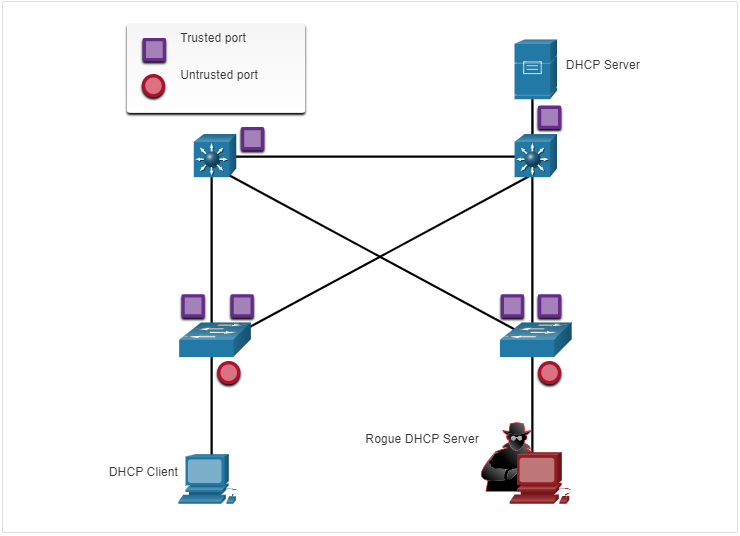 Trusted port
Untrusted port
DHCP Server
Rogue DHCP Server
DHCP Client